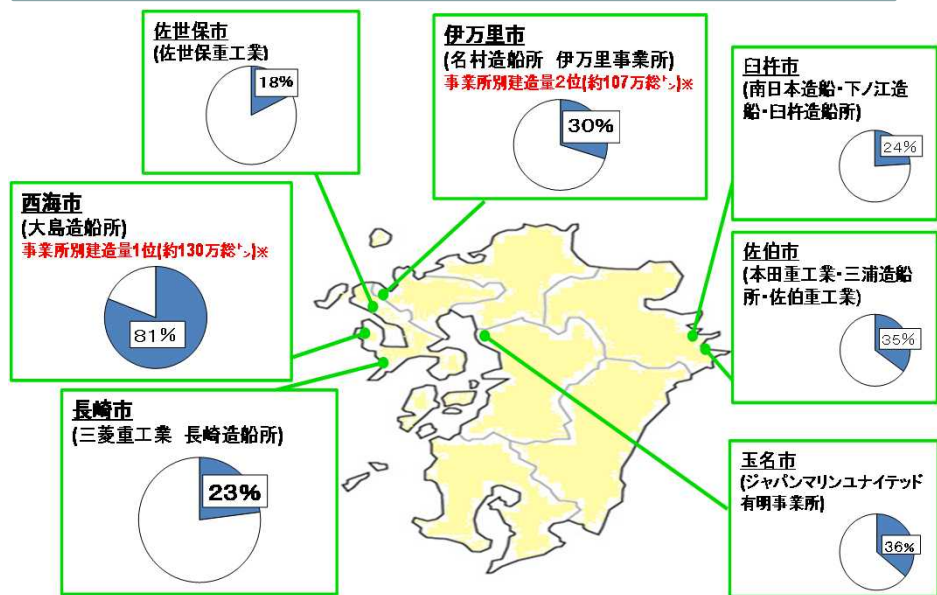 佐世保市
(佐世保重工業)
18%
伊万里市
(名村造船所 伊万里事業所)
事業所別建造量2位(約107万総㌧)※
30%
臼杵市
(南日本造船・下ノ江造
船・臼杵造船所)
24%
西海市
(大島造船所)
事業所別建造量1位(約130万総㌧)※
81%
佐伯市
(本田重工業・三浦造船
所・佐伯重工業)
35%
長崎市
(三菱重工業 長崎造船所)
23%
玉名市
(ジャパンマリンユナイテッド
有明事業所)
36%